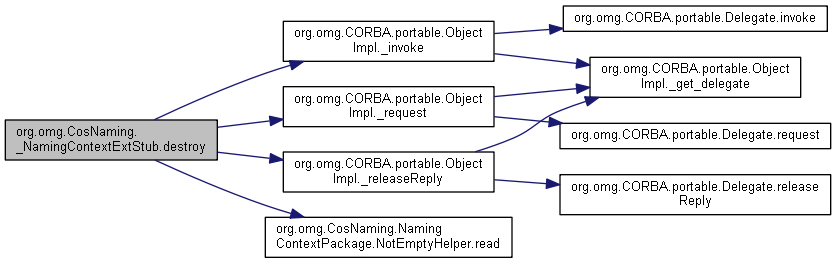 org.omg.CosNaming.
_NamingContextExtStub.destroy
org.omg.CORBA.portable.Object
Impl._invoke
org.omg.CORBA.portable.Object
Impl._request
org.omg.CORBA.portable.Object
Impl._releaseReply
org.omg.CosNaming.Naming
ContextPackage.NotEmptyHelper.read
org.omg.CORBA.portable.Delegate.invoke
org.omg.CORBA.portable.Object
Impl._get_delegate
org.omg.CORBA.portable.Delegate.request
org.omg.CORBA.portable.Delegate.release
Reply